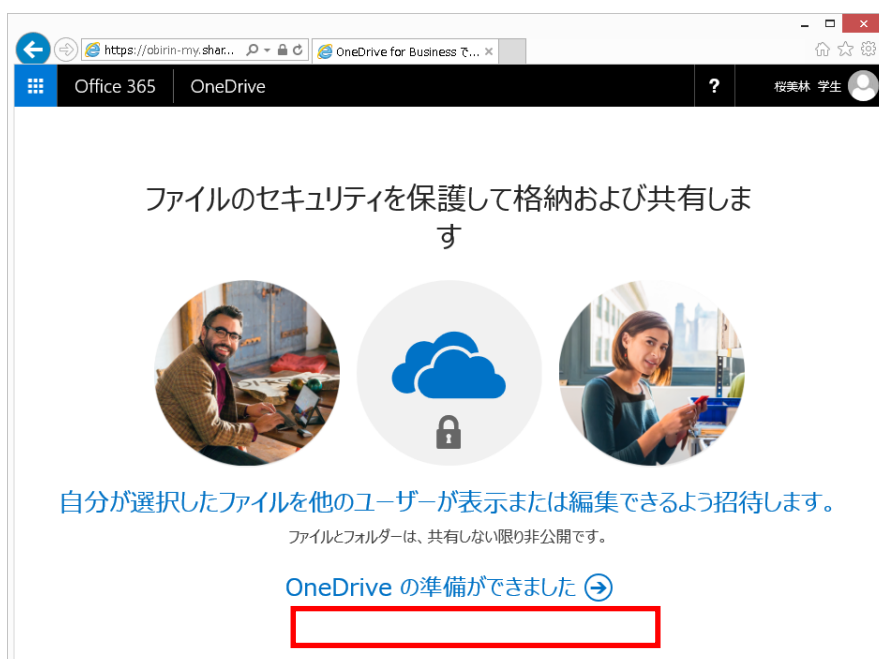 https://obirin-my.shar...
OneDrive for Business で...
Office 365
OneDrive
?
桜美林 学生
ファイルのセキュリティを保護して格納および共有しま
す
自分が選択したファイルを他のユーザーが表示または編集できるよう招待します。
ファイルとフォルダーは、共有しない限り非公開です。
OneDrive の準備ができました